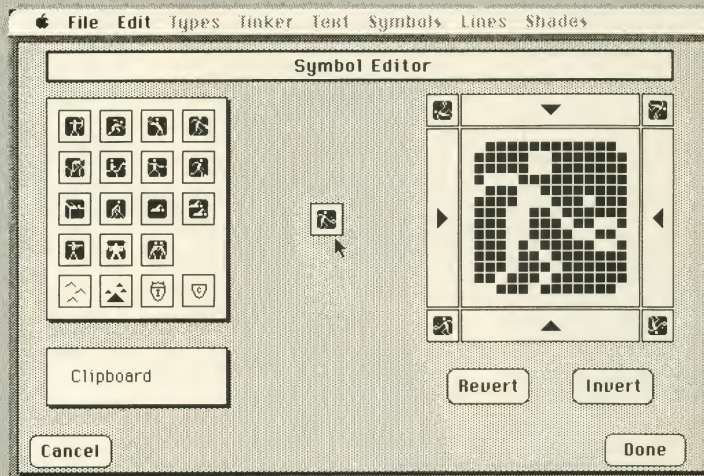 File Edit Types Tinker Text Symbols Lines Shades
Symbol Editor
I C
Clipboard
Revert Invert
Cancel Done